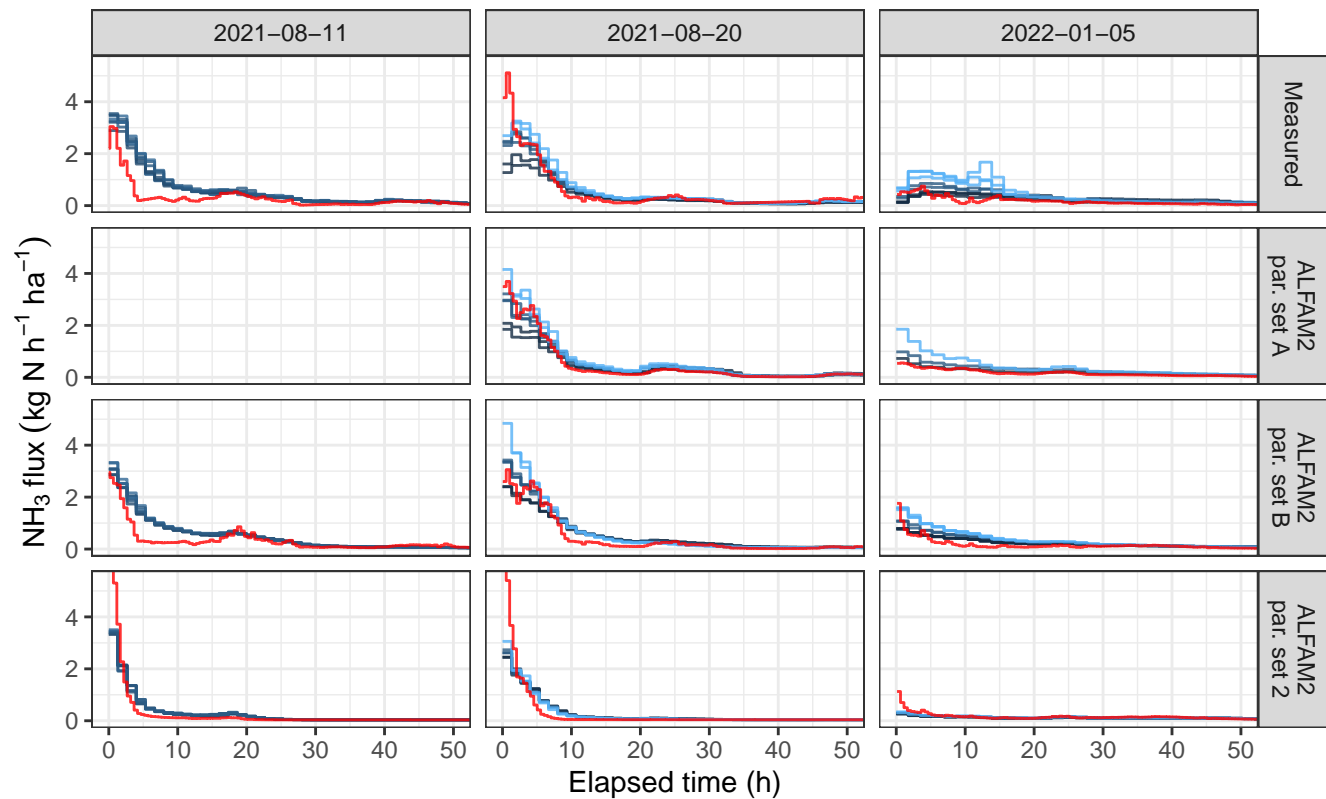 2021−08−11 2021−08−20 2022−01−05
4
2
0
Measured
4
2
0
ALFAM2
par. set A
4
2
0
ALFAM2
par. set B
4
2
0
ALFAM2
par. set 2
NH₃ flux (kg N h⁻¹ ha⁻¹)
0 10 20 30 40 50 0 10 20 30 40 50 0 10 20 30 40 50
Elapsed time (h)